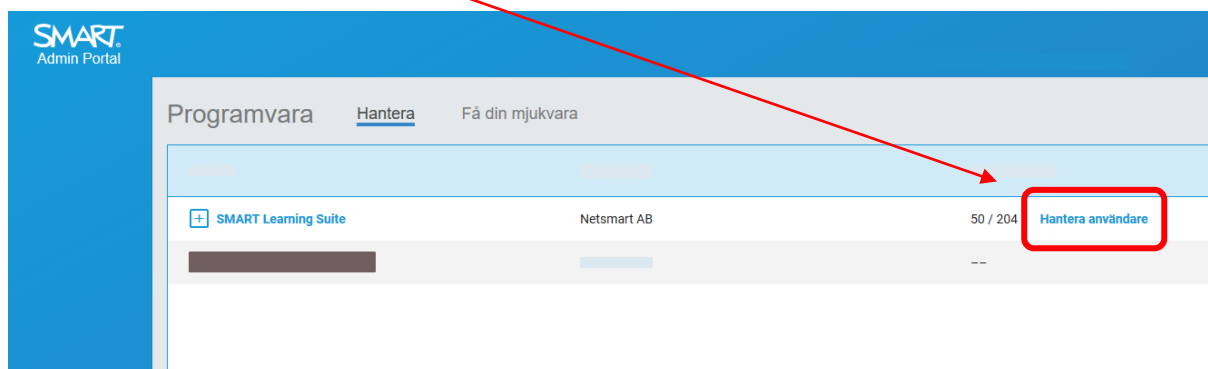 SMART
Admin Portal
Programvara Hantera Få din mjukvara
SMART Learning Suite Netsmart AB 50 / 204 Hantera användare
--